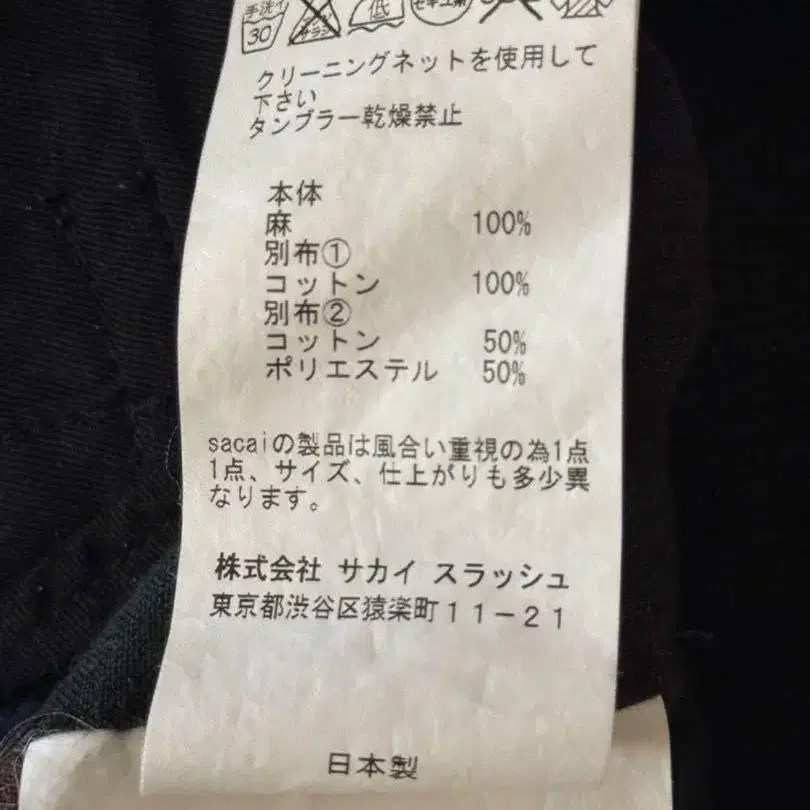 手洗イ
30
低
クリーニングネットを使用して
下さい
タンブラー乾燥禁止
本体
麻 100%
別布①
コットン 100%
別布②
コットン 50%
ポリエステル 50%
sacaiの製品は風合い重視の為1点
1点、サイズ、仕上がりも多少異
なります。
株式会社 サカイ スラッシュ
東京都渋谷区猿楽町11-21
日本製